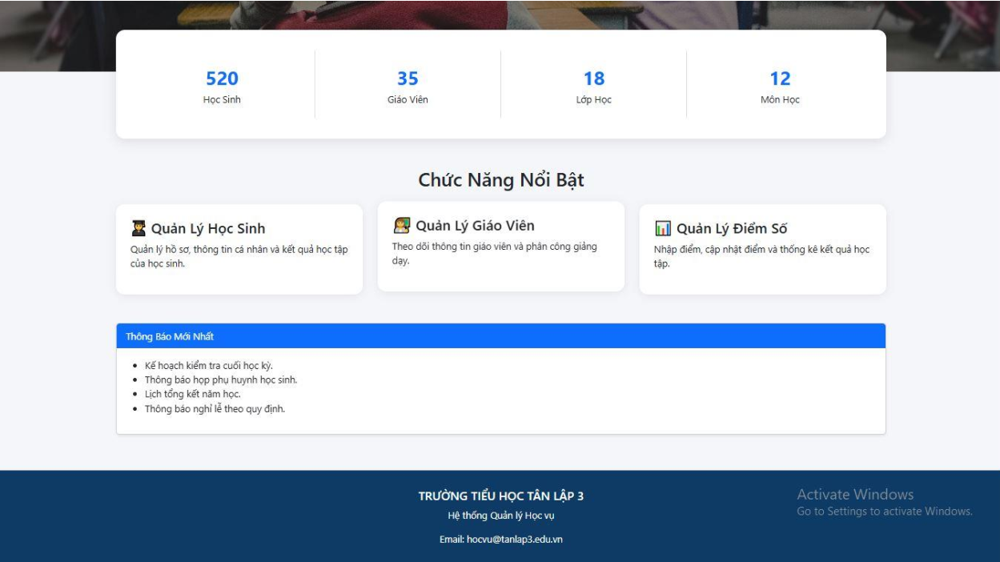 520
Học Sinh
35
Giáo Viên
18
Lớp Học
12
Môn Học
Chức Năng Nổi Bật
Quản Lý Học Sinh
Quản lý hồ sơ, thông tin cá nhân và kết quả học tập
của học sinh.
Quản Lý Giáo Viên
Theo dõi thông tin giáo viên và phân công giảng
dạy.
Quản Lý Điểm Số
Nhập điểm, cập nhật điểm và thống kê kết quả học
tập.
Thông Báo Mới Nhất
Kế hoạch kiểm tra cuối học kỳ.
Thông báo họp phụ huynh học sinh.
Lịch tổng kết năm học.
Thông báo nghỉ lễ theo quy định.
TRƯỜNG TIỂU HỌC TÂN LẬP 3
Hệ thống Quản lý Học vụ
Email: hocvu@tanlap3.edu.vn
Activate Windows
Go to Settings to activate Windows.